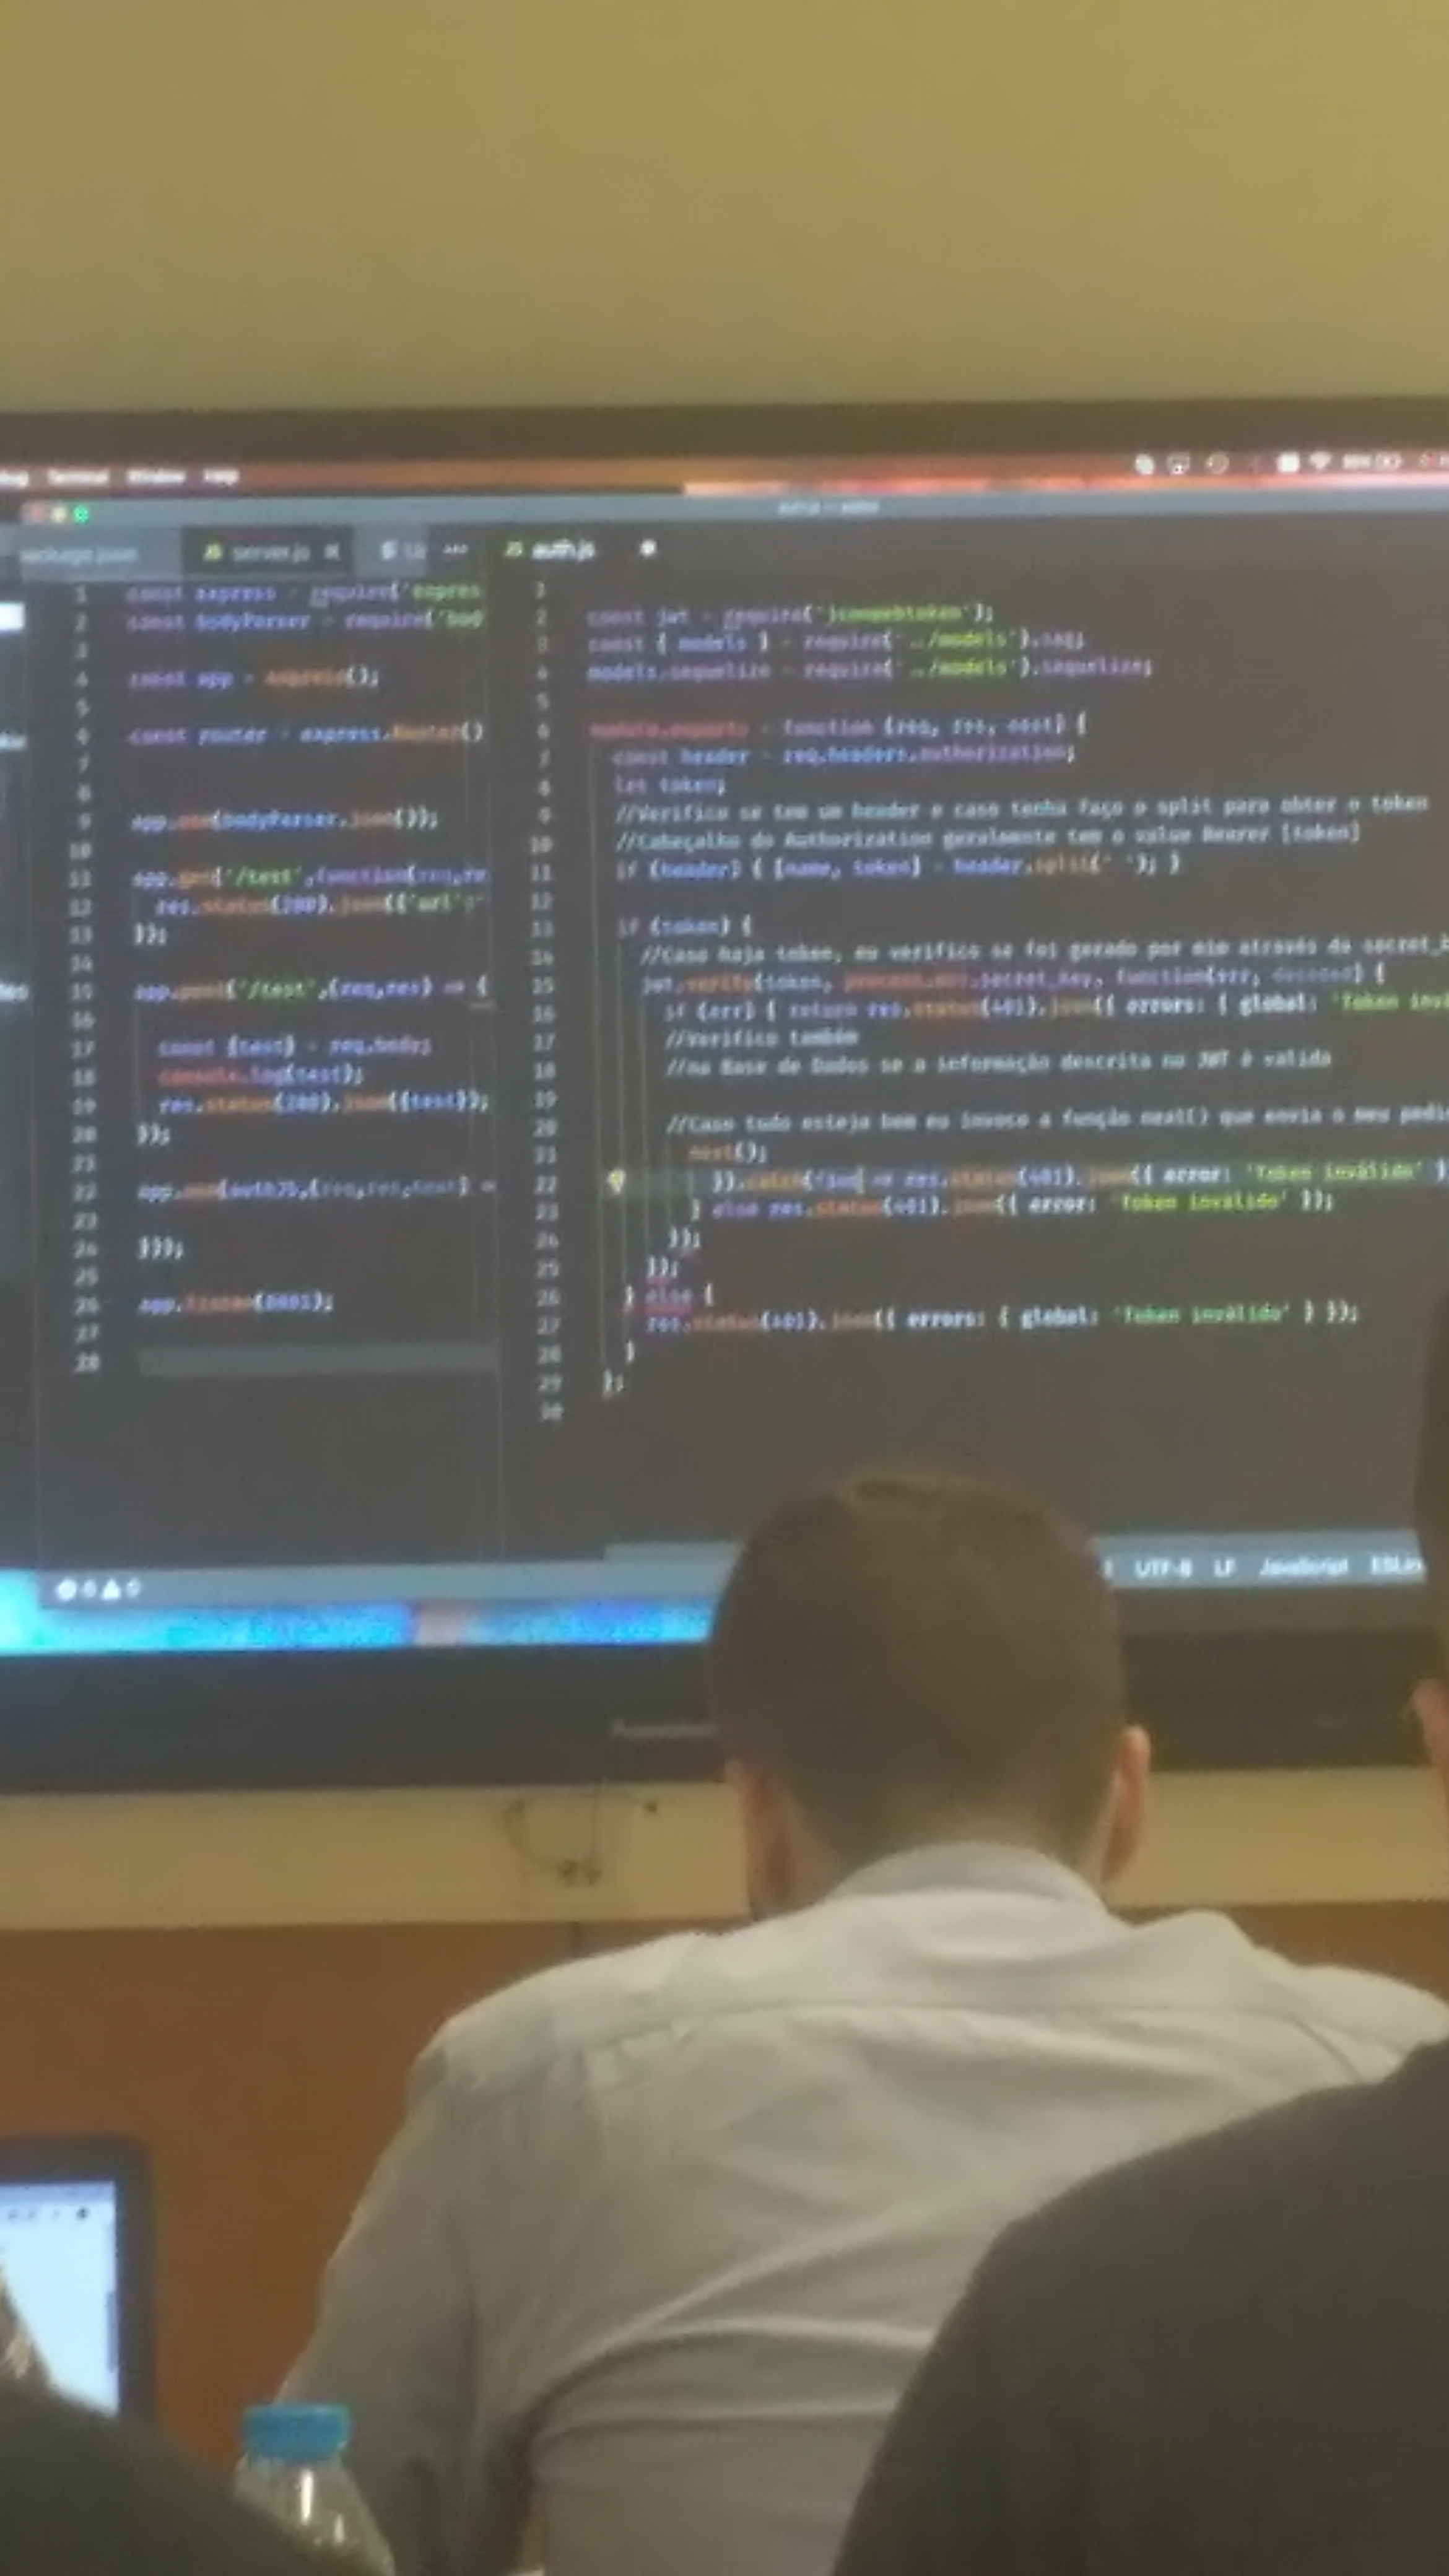 Terminal Window Help
package.json server.js auth.js
1 const express = require('expres
2 const bodyParser = require('bod
3
4 const app = express();
5
6 const router = express.Router()
7
8
9 app.use(bodyParser.json());
10
11 app.get('/test',function(req,re
12 res.status(200).json({'url':
13 });
14
15 app.post('/test',(req,res) => {
16
17 const {test} = req.body;
18 console.log(test);
19 res.status(200).json({test});
20 });
21
22 app.use(authJS,(req,res,next) =
23
24 }));
25
26 app.listen(8081);
27
28
1
2 const jwt = require('jsonwebtoken');
3 const { models } = require('../models').
4 models.sequelize = require('../models').sequelize;
5
6 module.exports = function (req, res, next) {
7 const header = req.headers.authorization;
8 let token;
9 //Verifico se tem um header e caso tenha faço o split para obter o token
10 //Cabeçalho do Authorization geralmente tem o value Bearer [token]
11 if (header) { [name, token] = header.split(' '); }
12
13 if (token) {
14 //Caso haja token, eu verifico se foi gerado por mim através da secret_k
15 jwt.verify(token, process.env.secret_key, function(err, decoded) {
16 if (err) { return res.status(401).json({ errors: { global: 'Token inv
17 //Verifico também
18 //na Base de Dados se a informação descrita no JWT é valida
19
20 //Caso tudo esteja bem eu invoco a função next() que envia o meu pedi
21 next();
22 }).catch( => res.status(401).json({ error: 'Token inválido' }
23 } else res.status(401).json({ error: 'Token inválido' });
24 });
25 });
26 } else {
27 res.status(401).json({ errors: { global: 'Token inválido' } });
28 }
29 };
30
UTF-8 LF JavaScript ESLin